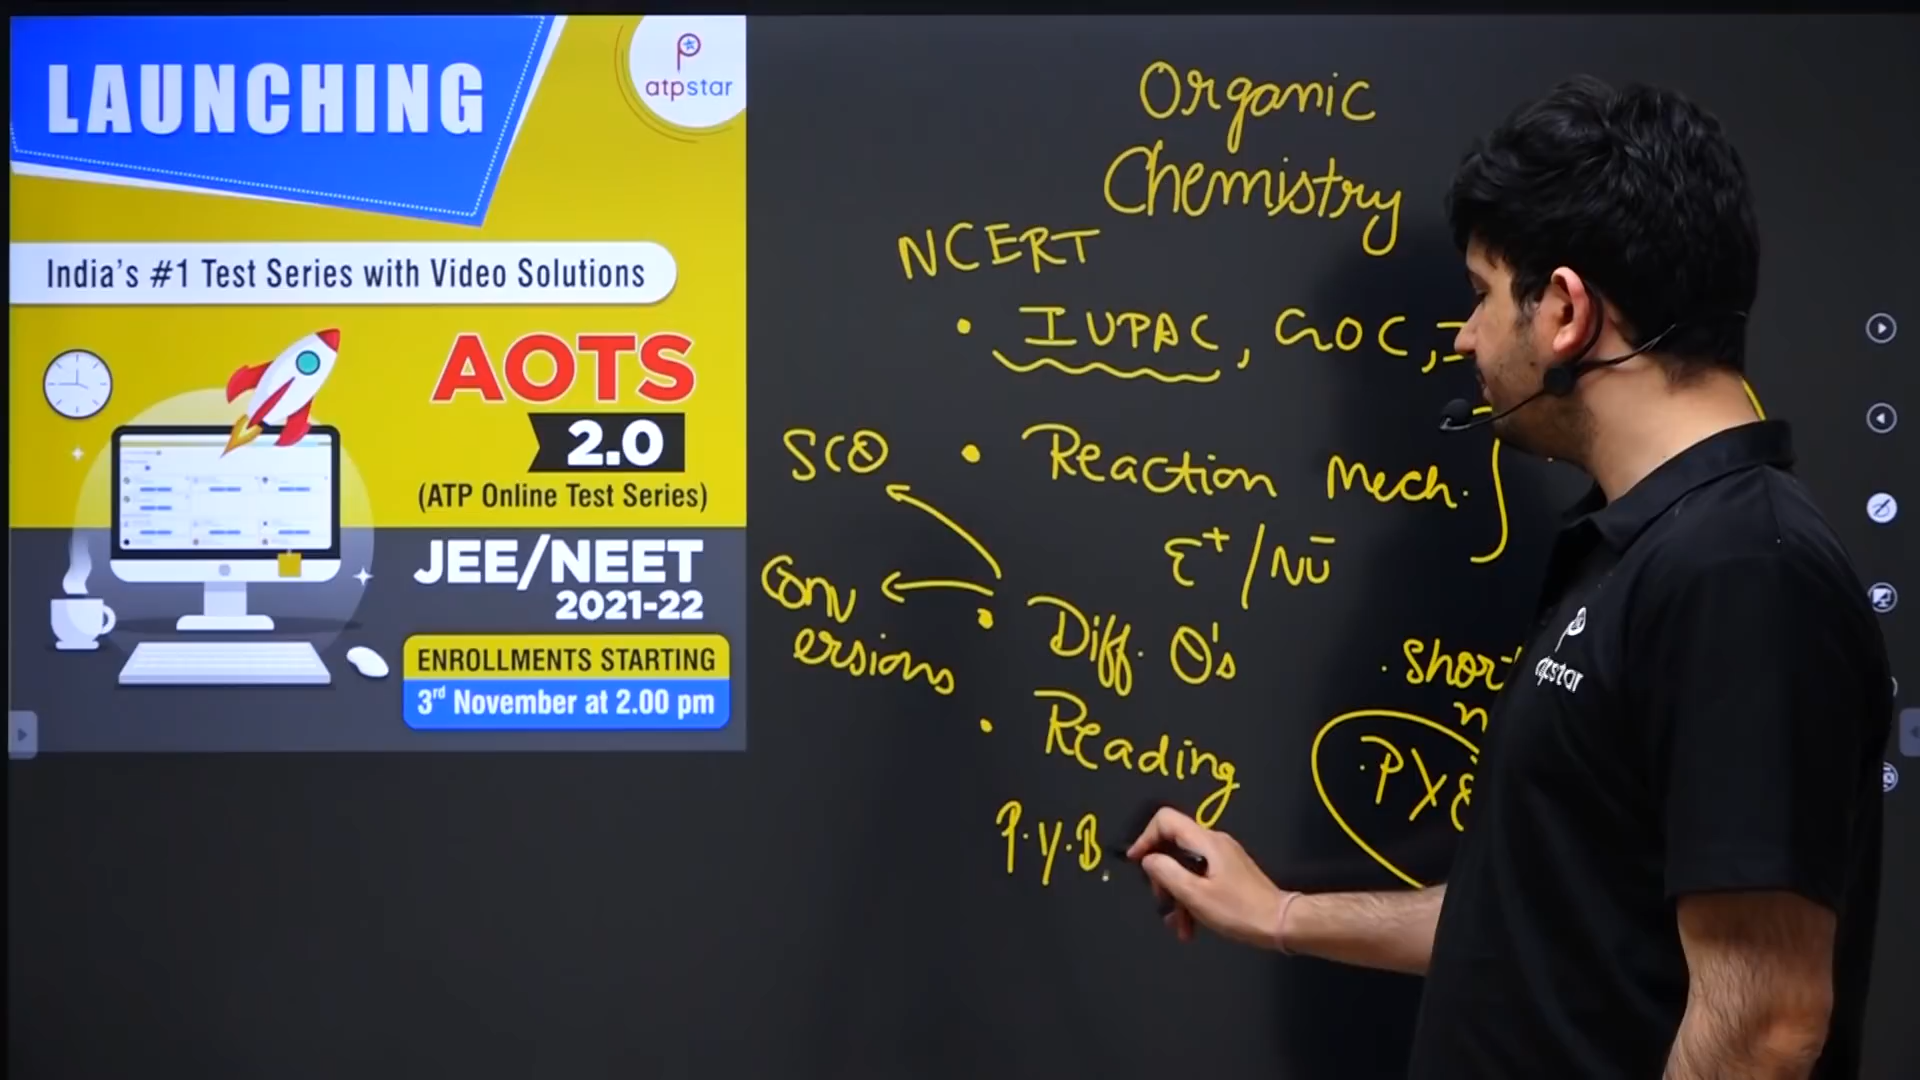 LAUNCHING
atpstar
India's #1 Test Series with Video Solutions
AOTS
2.0
(ATP Online Test Series)
JEE/NEET
2021-22
ENROLLMENTS STARTING
3rd November at 2.00 pm
Organic
Chemistry
NCERT
• IUPAC, GOC,
SCQ
• Reaction Mech.
E+/Nu-
Conv
ersions
• Diff. Q's
• Reading
P.Y.B.
• Short
atpstar